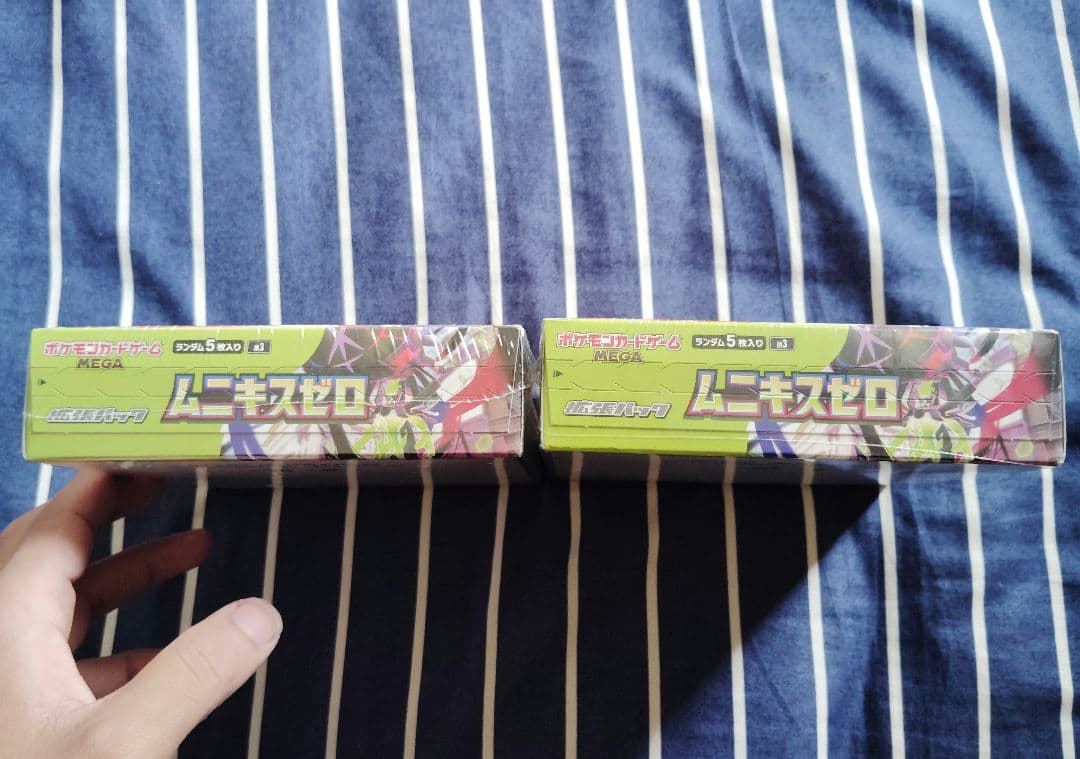 ポケモンカードゲーム
MEGA
ランダム5枚入り m3
拡張パック
ムニキスゼロ
ポケモンカードゲーム
MEGA
ランダム5枚入り m3
拡張パック
ムニキスゼロ